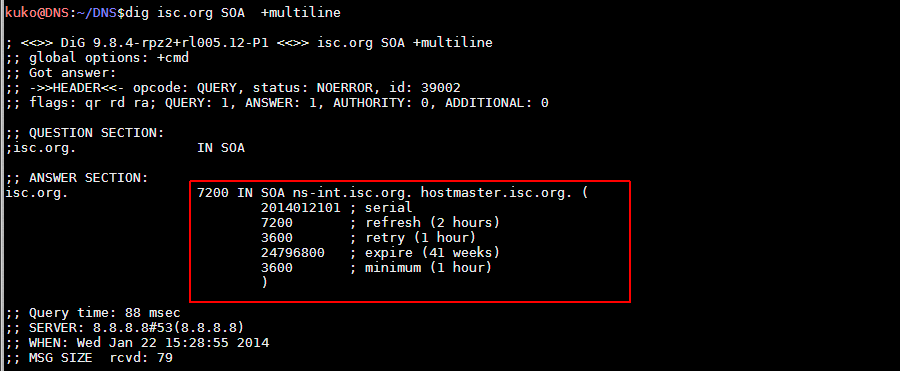 kuko@DNS:~/DNS$dig isc.org SOA  +multiline

; <<>> DiG 9.8.4-rpz2+rl005.12-P1 <<>> isc.org SOA +multiline
;; global options: +cmd
;; Got answer:
;; ->>HEADER<<- opcode: QUERY, status: NOERROR, id: 39002
;; flags: qr rd ra; QUERY: 1, ANSWER: 1, AUTHORITY: 0, ADDITIONAL: 0

;; QUESTION SECTION:
;isc.org.               IN SOA

;; ANSWER SECTION:
isc.org.                7200 IN SOA ns-int.isc.org. hostmaster.isc.org. (
                                2014012101 ; serial
                                7200       ; refresh (2 hours)
                                3600       ; retry (1 hour)
                                24796800   ; expire (41 weeks)
                                3600       ; minimum (1 hour)
                                )

;; Query time: 88 msec
;; SERVER: 8.8.8.8#53(8.8.8.8)
;; WHEN: Wed Jan 22 15:28:55 2014
;; MSG SIZE  rcvd: 79